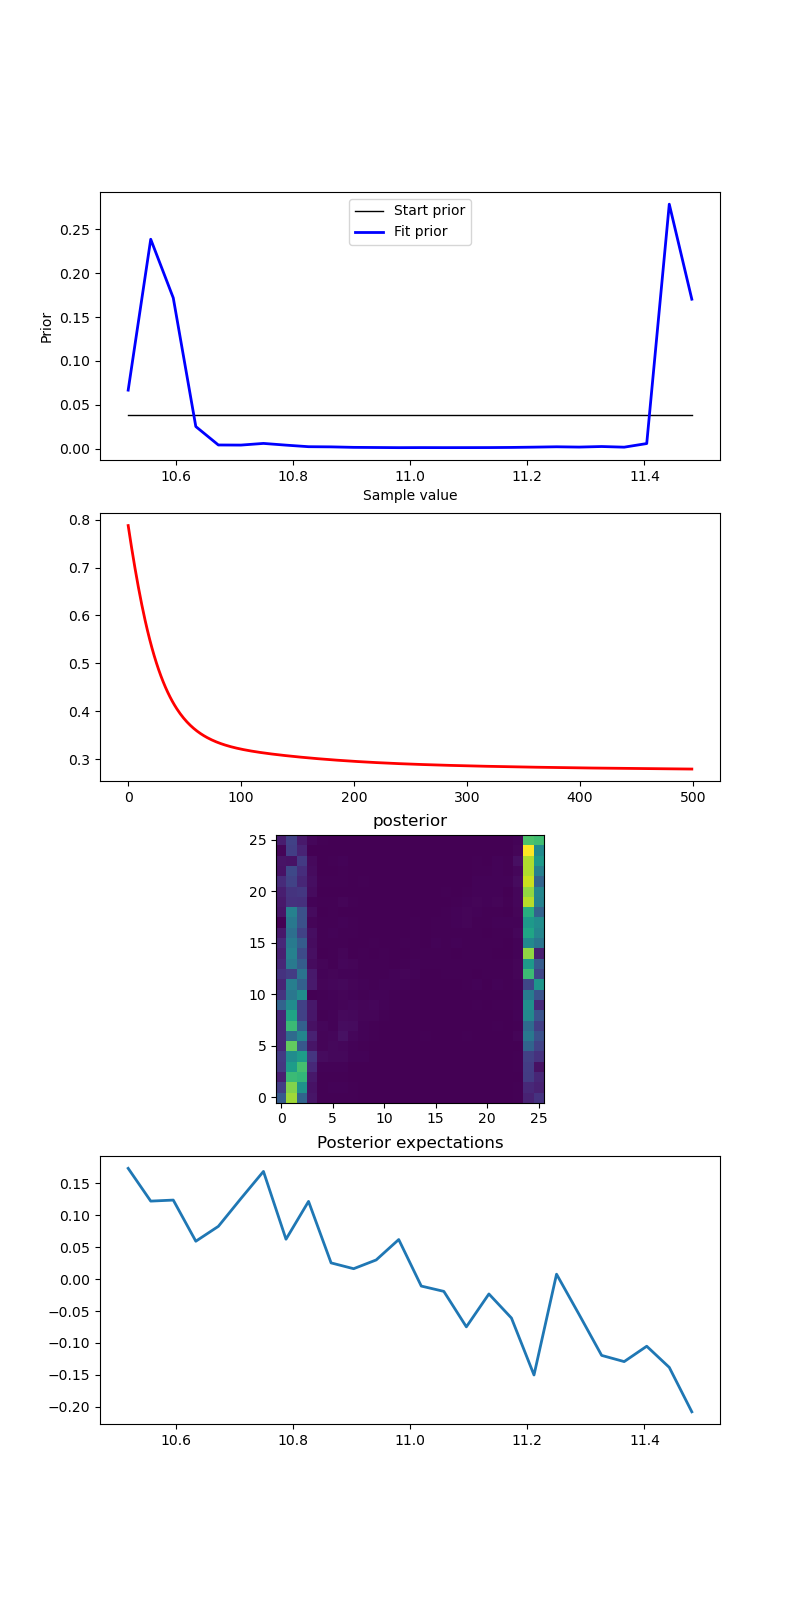 Start prior
Fit prior
0.25
0.20
0.15
0.10
0.05
0.00
Prior
10.6 10.8 11.0 11.2 11.4
Sample value
0.8
0.7
0.6
0.5
0.4
0.3
0 100 200 300 400 500
posterior
25
20
15
10
5
0
0 5 10 15 20 25
Posterior expectations
0.15
0.10
0.05
0.00
−0.05
−0.10
−0.15
−0.20
10.6 10.8 11.0 11.2 11.4